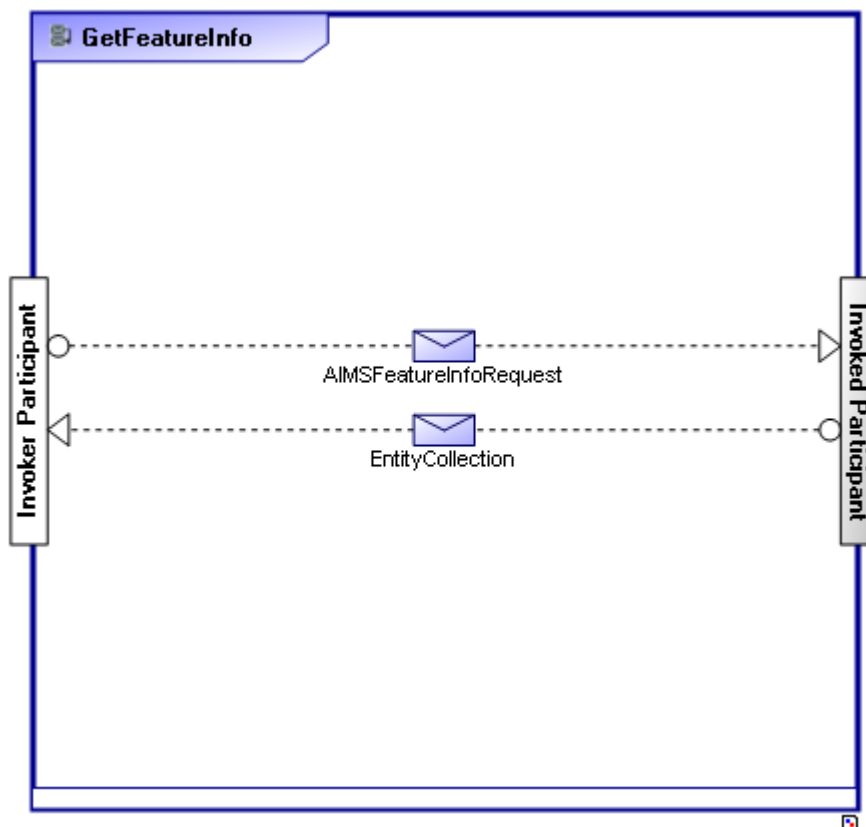 GetFeatureInfo
Invoker Participant
Invoked Participant
AIMSFeatureInfoRequest
EntityCollection